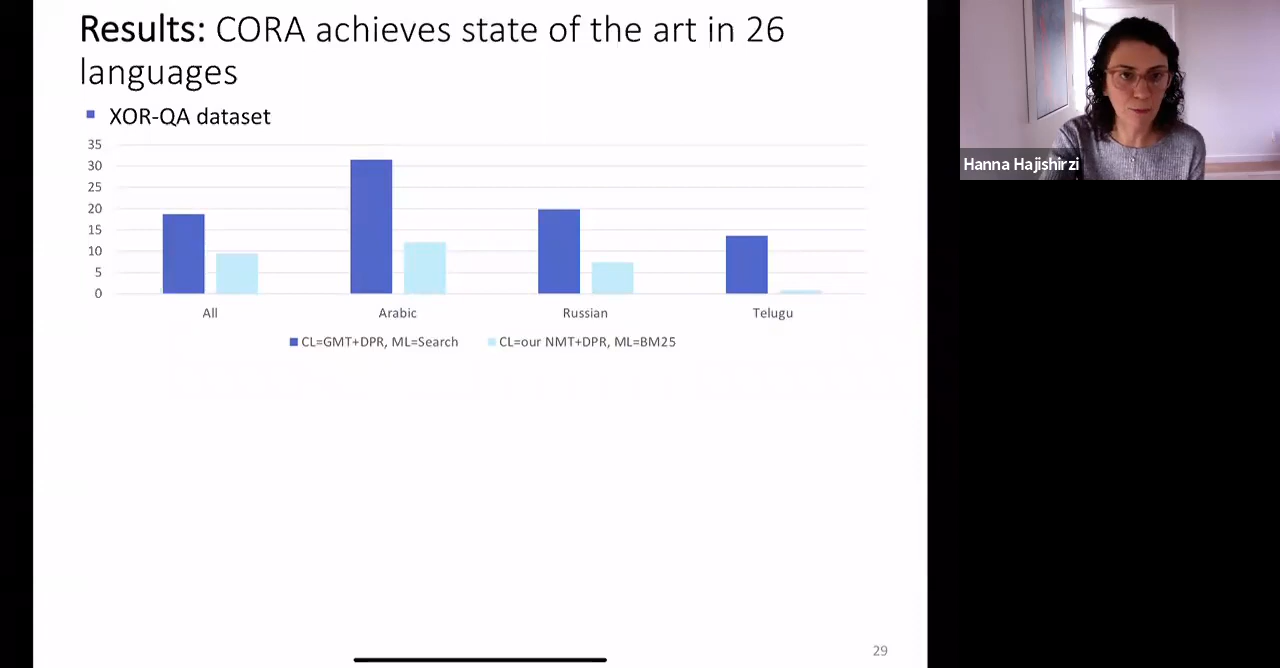 Results: CORA achieves state of the art in 26
languages
XOR-QA dataset
35
30
25
20
15
10
5
0
All Arabic Russian Telugu
CL=GMT+DPR, ML=Search CL=our NMT+DPR, ML=BM25
29
Hanna Hajishirzi